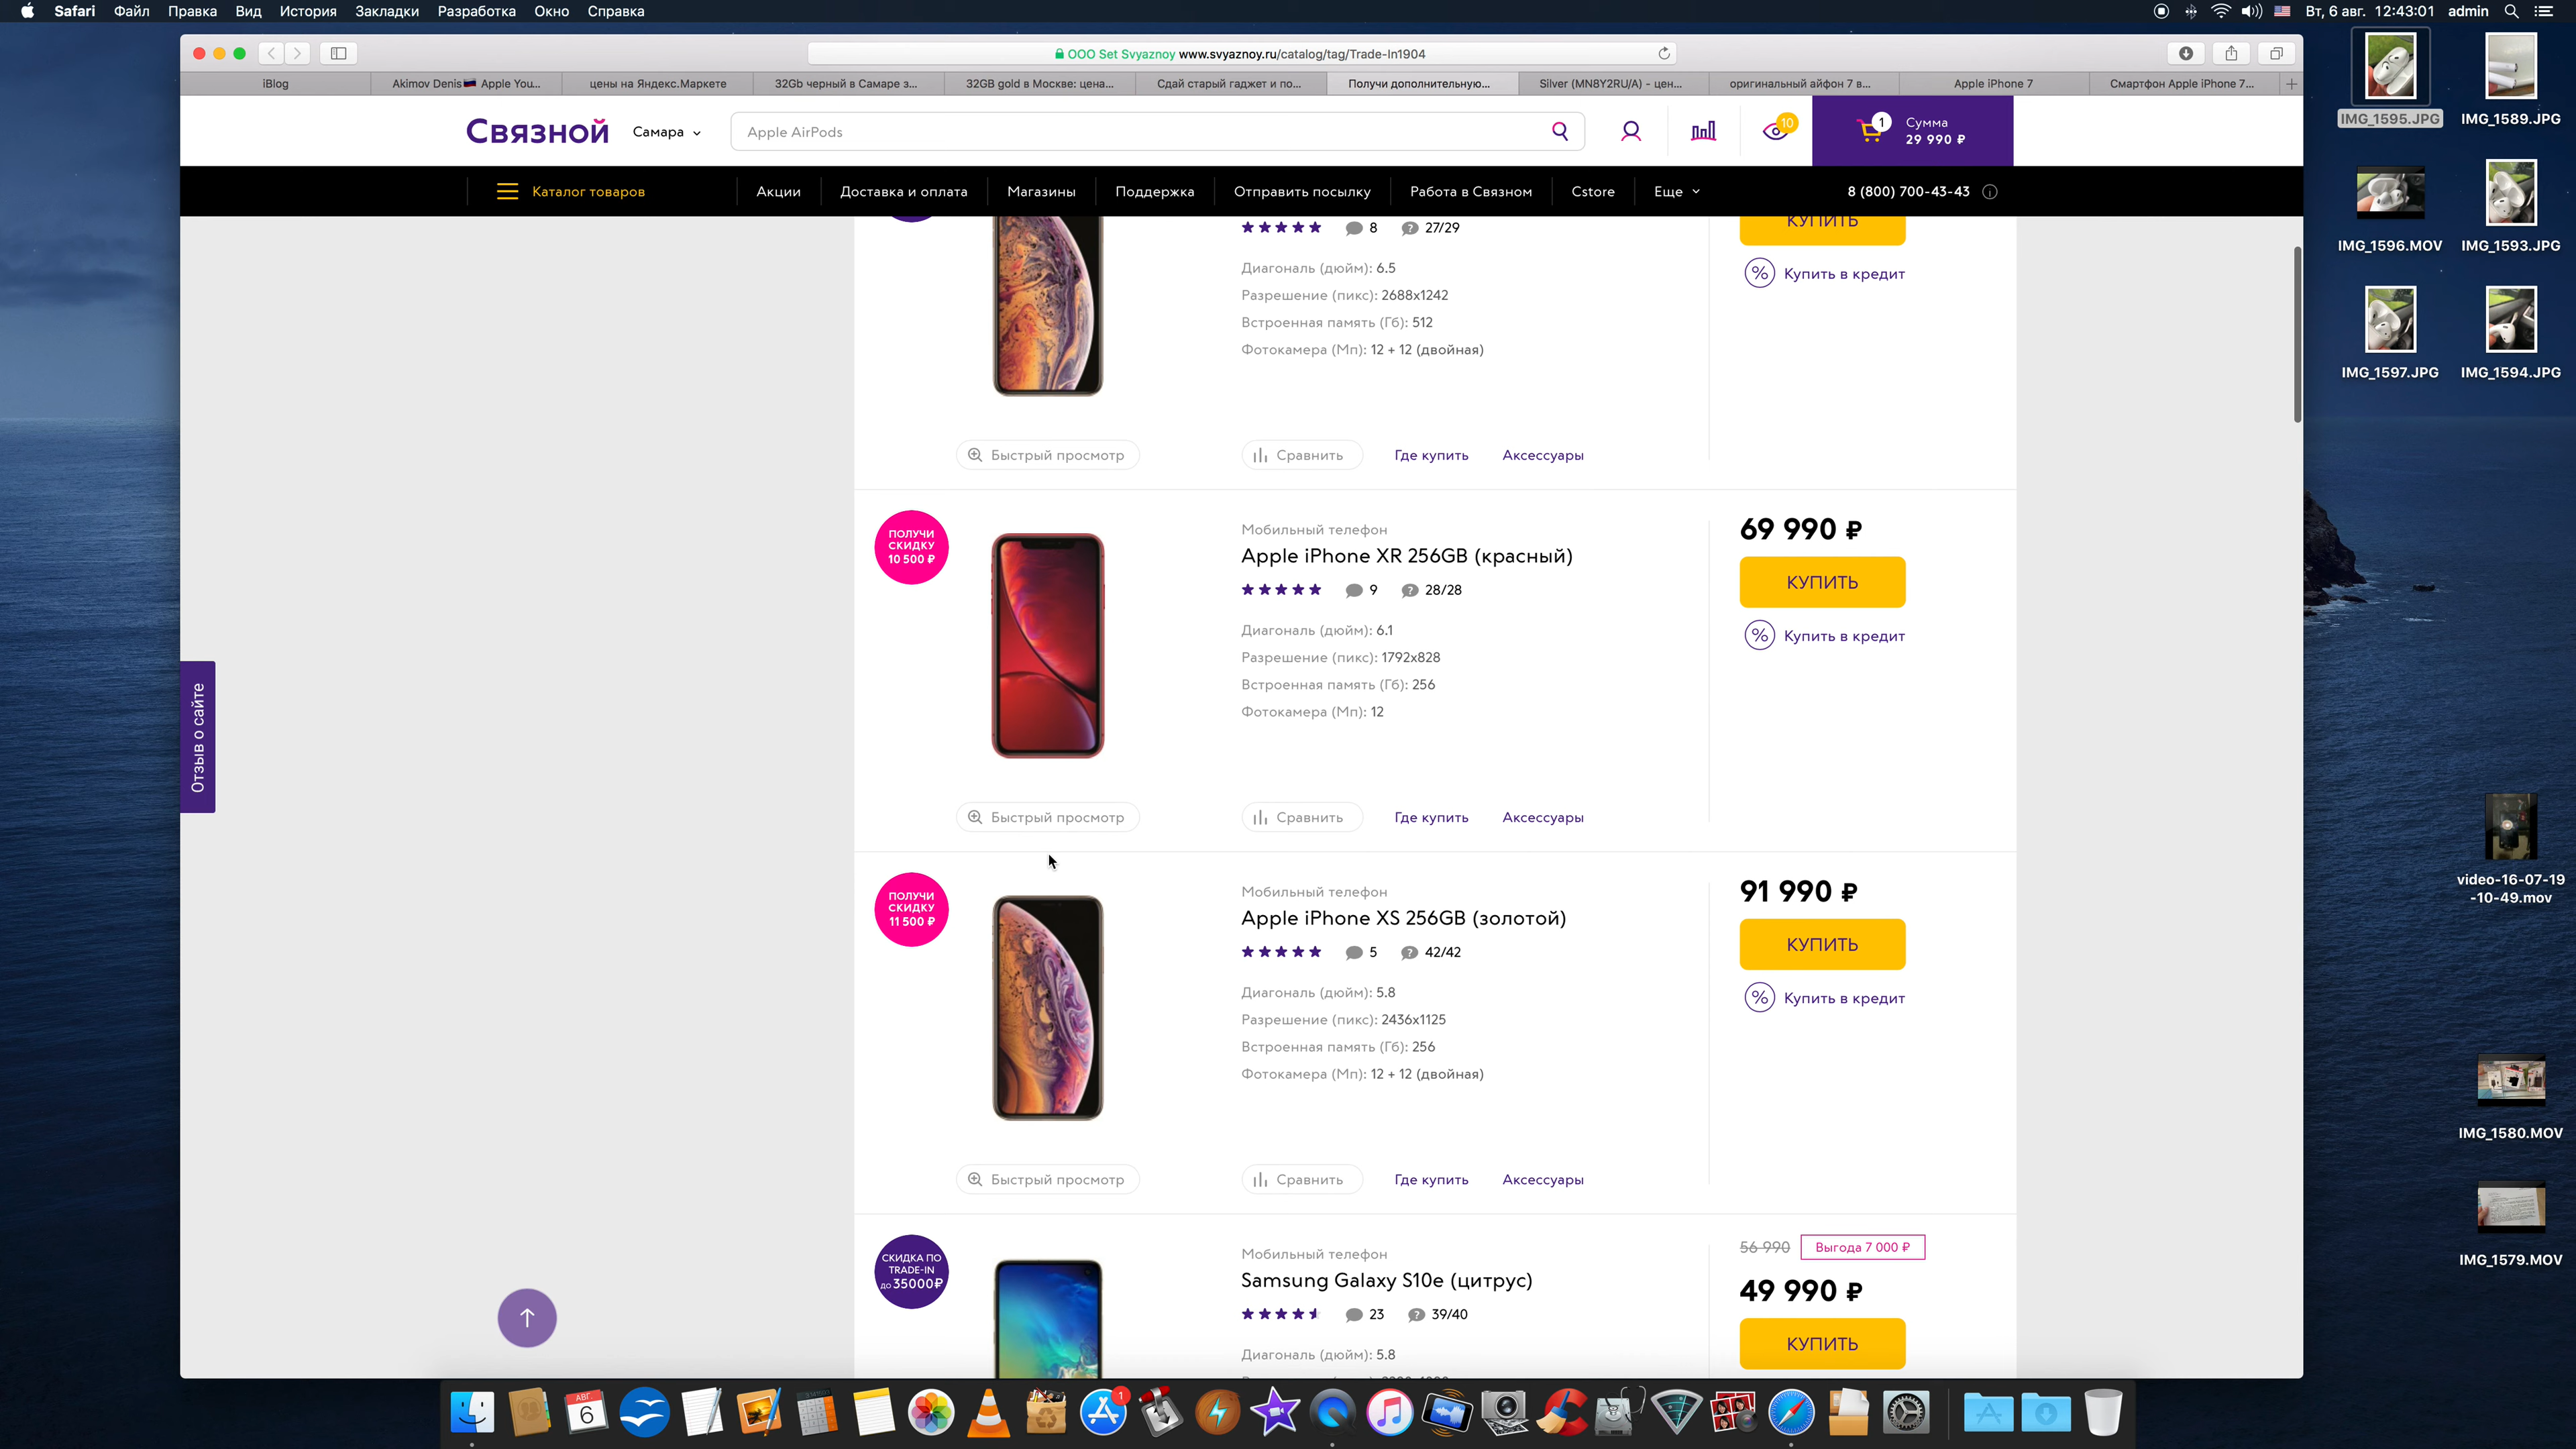 Safari Файл Правка Вид История Закладки Разработка Окно Справка
Вт, 6 авг. 12:43:01 admin
ООО Set Svyaznoy www.svyaznoy.ru/catalog/tag/Trade-In1904
iBlog
Akimov Denis Apple You...
цены на Яндекс.Маркете
32Gb черный в Самаре з...
32GB gold в Москве: цена...
Сдай старый гаджет и по...
Получи дополнительную...
Silver (MN8Y2RU/A) - цен...
оригинальный айфон 7 в...
Apple iPhone 7
Смартфон Apple iPhone 7...
Связной
Самара
Apple AirPods
10
1
Сумма
29 990 ₽
Каталог товаров
Акции
Доставка и оплата
Магазины
Поддержка
Отправить посылку
Работа в Связном
Cstore
Еще
8 (800) 700-43-43
8 27/29
КУПИТЬ
Купить в кредит
Диагональ (дюйм): 6.5
Разрешение (пикс): 2688x1242
Встроенная память (Гб): 512
Фотокамера (Мп): 12 + 12 (двойная)
Быстрый просмотр
Сравнить
Где купить
Аксессуары
ПОЛУЧИ
СКИДКУ
10 500 ₽
Мобильный телефон
Apple iPhone XR 256GB (красный)
9 28/28
Диагональ (дюйм): 6.1
Разрешение (пикс): 1792x828
Встроенная память (Гб): 256
Фотокамера (Мп): 12
69 990 ₽
КУПИТЬ
% Купить в кредит
Быстрый просмотр
Сравнить
Где купить
Аксессуары
ПОЛУЧИ
СКИДКУ
11 500 ₽
Мобильный телефон
Apple iPhone XS 256GB (золотой)
5 42/42
Диагональ (дюйм): 5.8
Разрешение (пикс): 2436x1125
Встроенная память (Гб): 256
Фотокамера (Мп): 12 + 12 (двойная)
91 990 ₽
КУПИТЬ
% Купить в кредит
Быстрый просмотр
Сравнить
Где купить
Аксессуары
СКИДКА ПО
TRADE-IN
до 35000₽
Мобильный телефон
Samsung Galaxy S10e (цитрус)
23 39/40
Диагональ (дюйм): 5.8
56 990 Выгода 7 000 ₽
49 990 ₽
КУПИТЬ
Отзыв о сайте
IMG_1595.JPG
IMG_1589.JPG
IMG_1596.MOV
IMG_1593.JPG
IMG_1597.JPG
IMG_1594.JPG
video-16-07-19
-10-49.mov
IMG_1580.MOV
IMG_1579.MOV
АВГ.
6
1